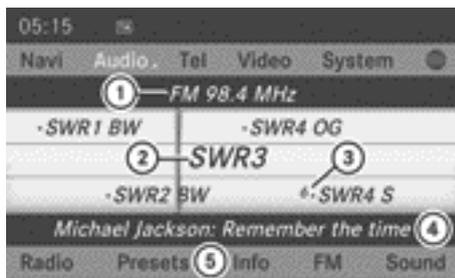 05:15
Navi Audio Tel Video System
1 FM 98.4 MHz
SWR1 BW SWR4 OG
2 SWR3 3
SWR2 BW 6 SWR4 S
Michael Jackson: Remember the time 4
Radio Presets 5 Info FM Sound